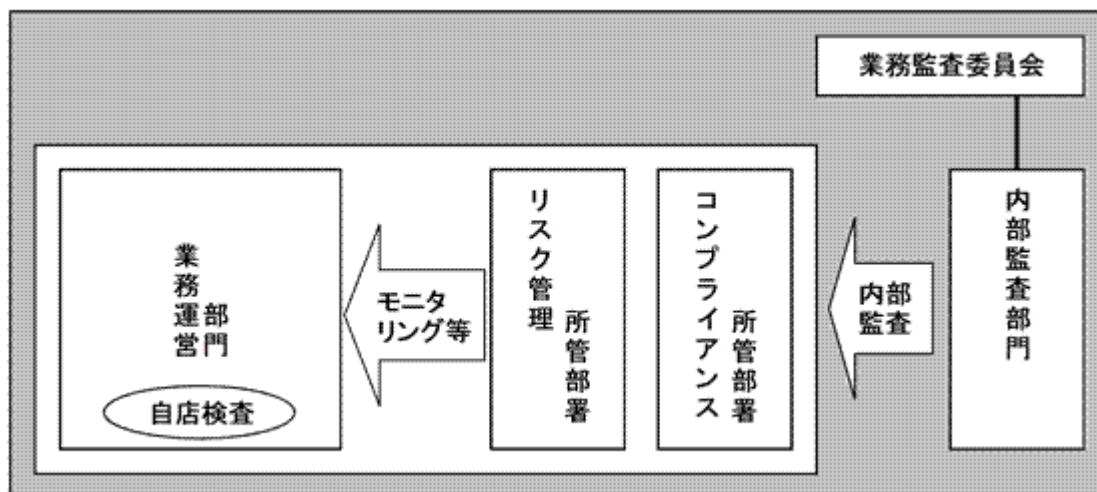 業務監査委員会
業務運営
部門
自店検査
モニタ
リング等
リスク管理
所管部署
コンプライアンス
所管部署
内部
監査
内部監査部門